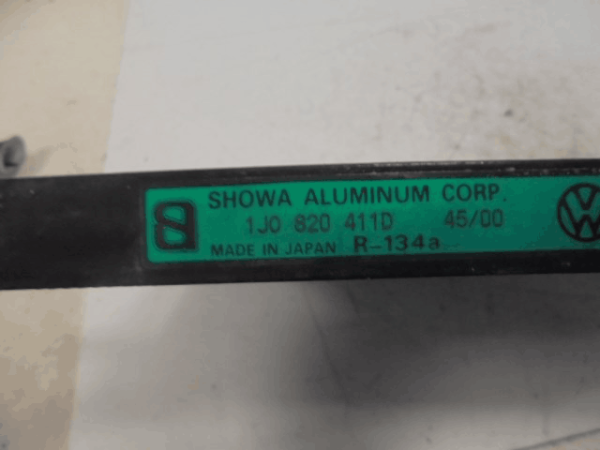 SHOWA ALUMINUM CORP.
1J0 820 411D 45/00
MADE IN JAPAN R-134a